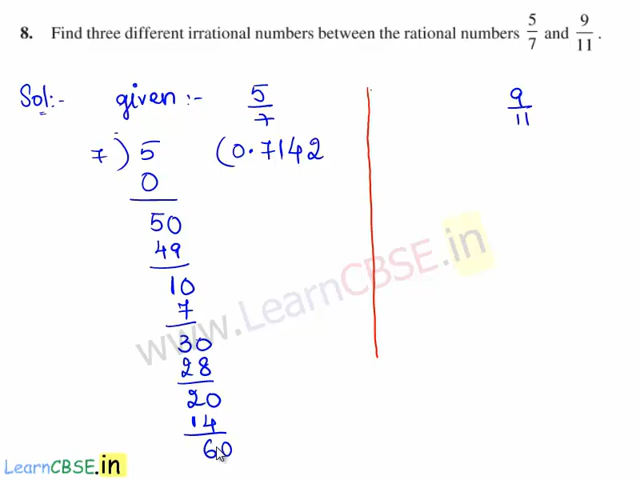 8. Find three different irrational numbers between the rational numbers 5/7 and 9/11.
Sol:- given :- 5/7
7 ) 5 (0.7142
0
50
49
10
7
30
28
20
14
60
9/11
www.LearnCBSE.in
LearnCBSE.in